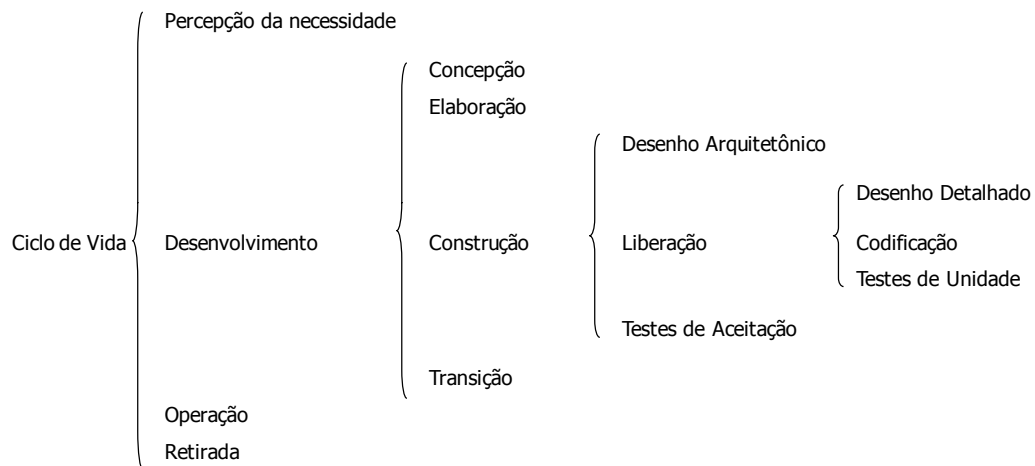 Percepção da necessidade
Concepção
Elaboração
Desenho Arquitetônico
Desenho Detalhado
Ciclo de Vida
Desenvolvimento
Construção
Liberação
Codificação
Testes de Unidade
Testes de Aceitação
Transição
Operação
Retirada